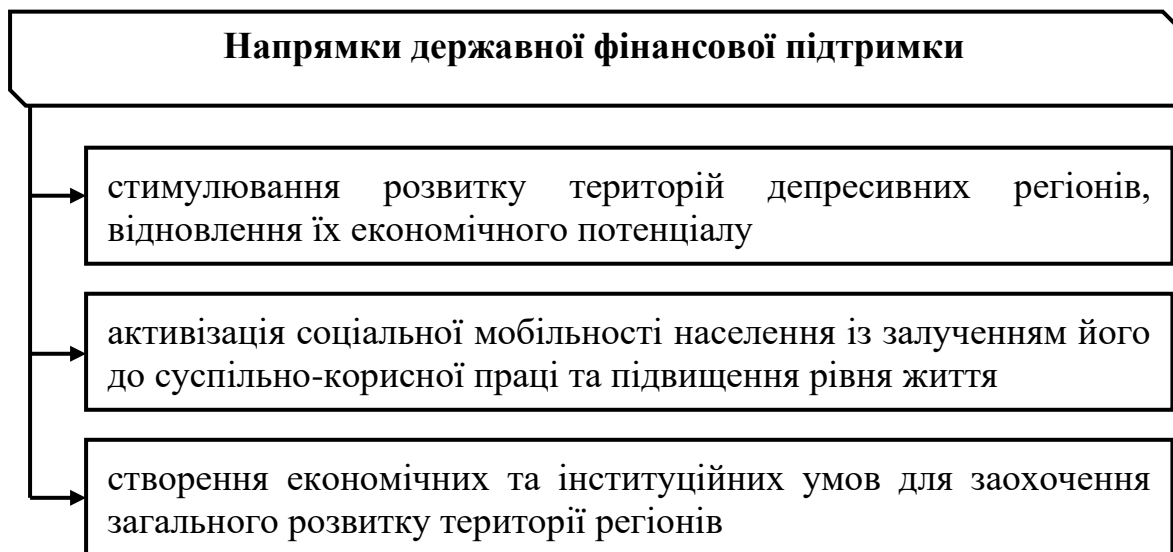 Напрямки державної фінансової підтримки
стимулювання розвитку територій депресивних регіонів,
відновлення їх економічного потенціалу
активізація соціальної мобільності населення із залученням його
до суспільно-корисної праці та підвищення рівня життя
створення економічних та інституційних умов для заохочення
загального розвитку території регіонів